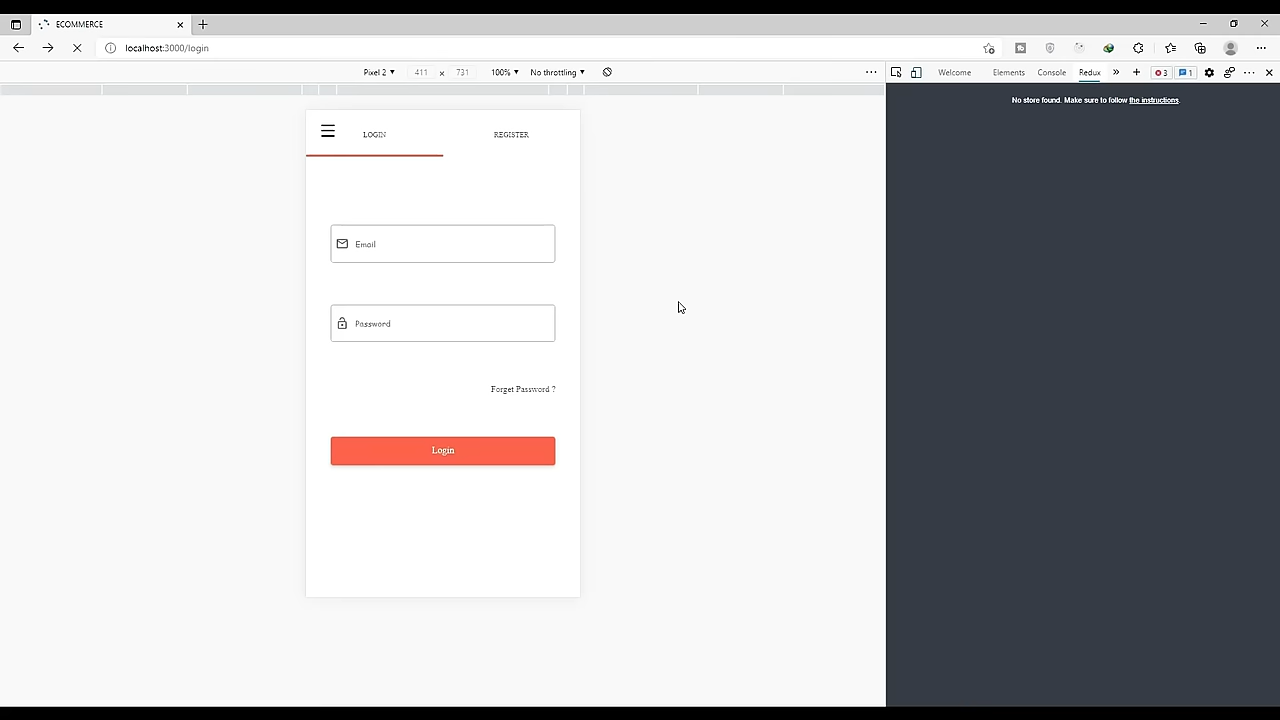 ECOMMERCE
localhost:3000/login
Pixel 2 411 x 731 100% No throttling
Welcome Elements Console Redux 3 1
No store found. Make sure to follow the instructions.
LOGIN REGISTER
Email
Password
Forget Password ?
Login